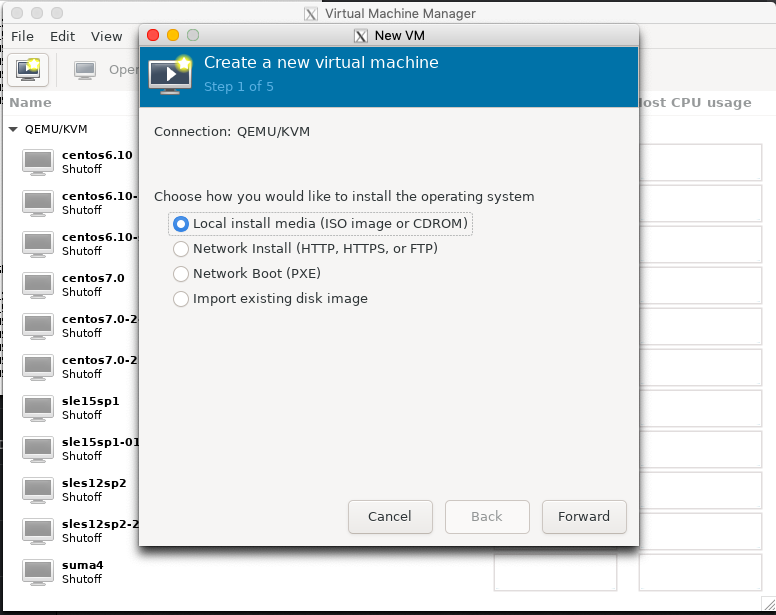 Virtual Machine Manager
File Edit View
New VM
Create a new virtual machine
Step 1 of 5
Name
ost CPU usage
Connection: QEMU/KVM
QEMU/KVM
centos6.10
Shutoff
centos6.10-
Shutoff
centos6.10-
Shutoff
centos7.0
Shutoff
centos7.0-2
Shutoff
centos7.0-2
Shutoff
sle15sp1
Shutoff
sle15sp1-01
Shutoff
sles12sp2
Shutoff
sles12sp2-2
Shutoff
suma4
Shutoff
Choose how you would like to install the operating system
Local install media (ISO image or CDROM)
Network Install (HTTP, HTTPS, or FTP)
Network Boot (PXE)
Import existing disk image
Cancel Back Forward